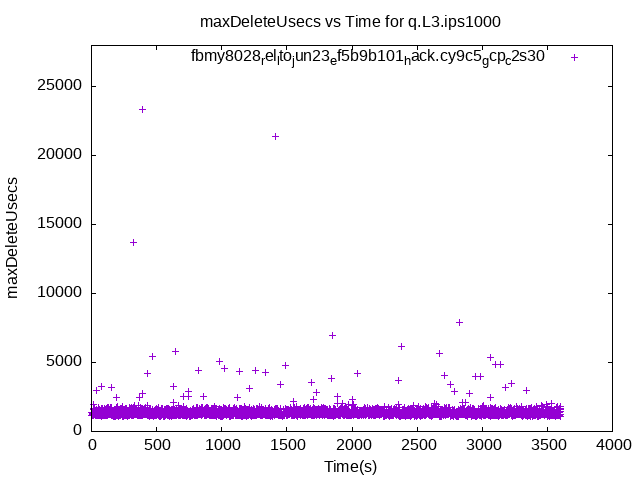 maxDeleteUsecs vs Time for q.L3.ips1000
fbmy8028relltojun23ef5b9b101hack.cy9c5gcpc2s30
25000
20000
15000
10000
5000
0
maxDeleteUsecs
0 500 1000 1500 2000 2500 3000 3500 4000
Time(s)